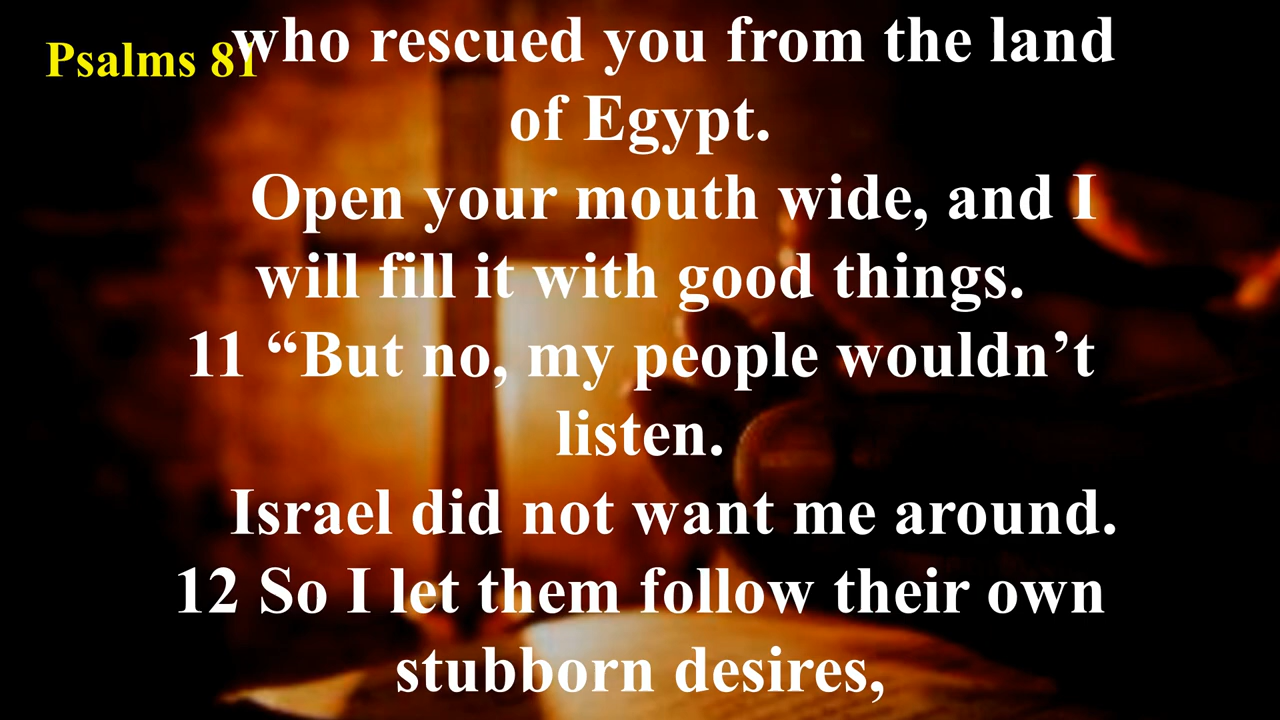 Psalms 81
who rescued you from the land
of Egypt.
Open your mouth wide, and I
will fill it with good things.
11 “But no, my people wouldn’t
listen.
Israel did not want me around.
12 So I let them follow their own
stubborn desires,